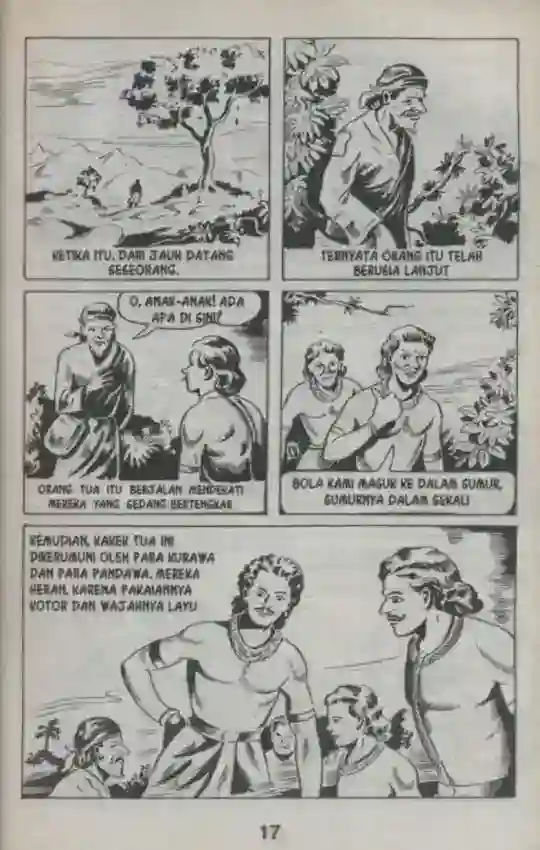 KETIKA ITU, DARI JAUH DATANG
SESEORANG.
TERNYATA ORANG ITU TELAH
BERUSIA LANJUT
O, ANAK-ANAK! ADA
APA DI SINI?
ORANG TUA ITU BERJALAN MENDEKATI
MEREKA YANG SEDANG BERTENGKAR
BOLA KAMI MASUK KE DALAM SUMUR,
SUMURNYA DALAM SEKALI
KEMUDIAN, KAKEK TUA INI
DIKERUMUNI OLEH PARA KURAWA
DAN PARA PANDAWA. MEREKA
HERAN, KARENA PAKAIANNYA
KOTOR DAN WAJAHNYA LAYU
17